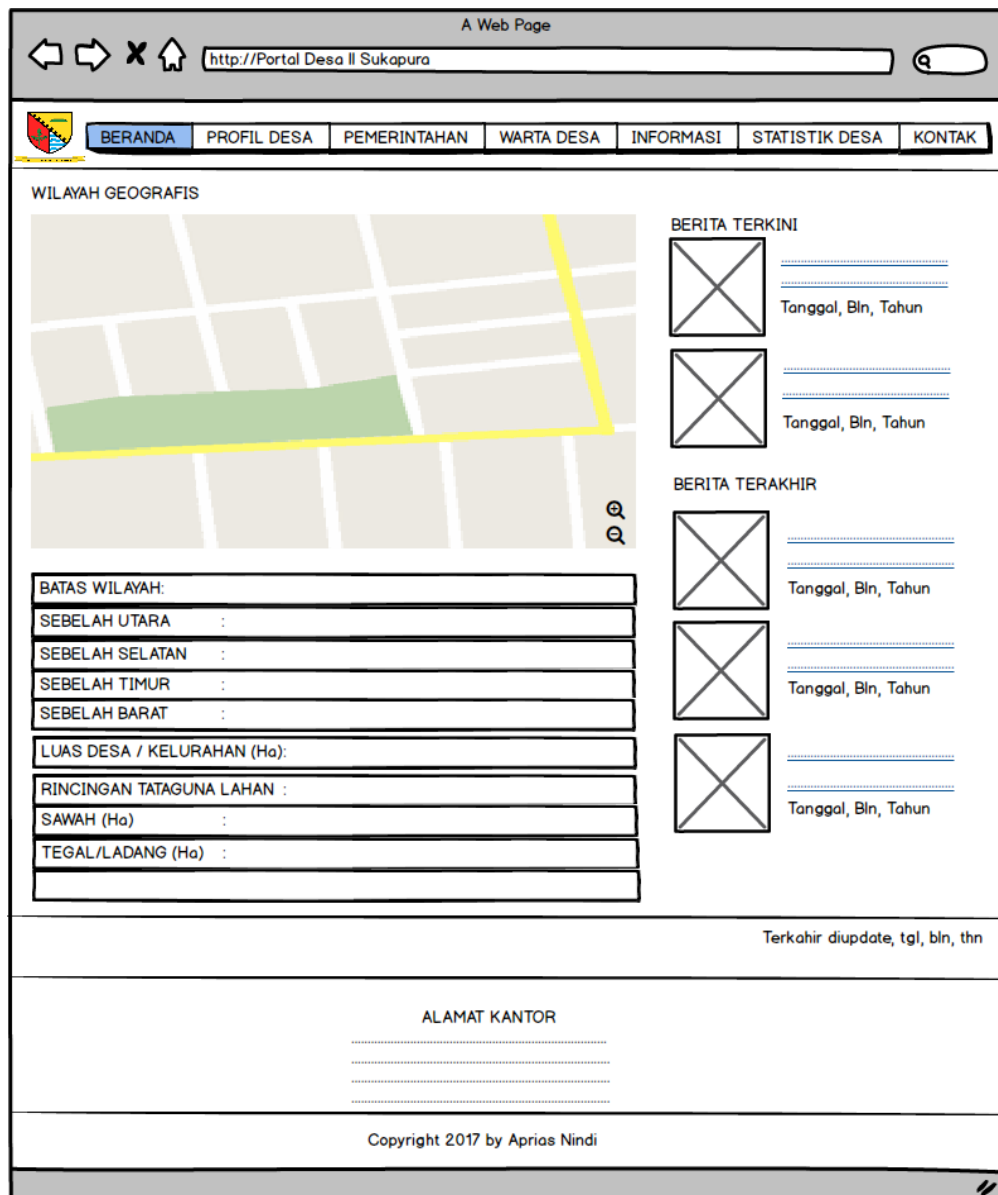 A Web Page
http://Portal Desa II Sukapura
BERANDA PROFIL DESA PEMERINTAHAN WARTA DESA INFORMASI STATISTIK DESA KONTAK
WILAYAH GEOGRAFIS
BATAS WILAYAH:
SEBELAH UTARA :
SEBELAH SELATAN :
SEBELAH TIMUR :
SEBELAH BARAT :
LUAS DESA / KELURAHAN (Ha):
RINCINGAN TATAGUNA LAHAN :
SAWAH (Ha) :
TEGAL/LADANG (Ha) :
BERITA TERKINI
Tanggal, Bln, Tahun
Tanggal, Bln, Tahun
BERITA TERAKHIR
Tanggal, Bln, Tahun
Tanggal, Bln, Tahun
Tanggal, Bln, Tahun
Terkahir diupdate, tgl, bln, thn
ALAMAT KANTOR
Copyright 2017 by Aprias Nindi